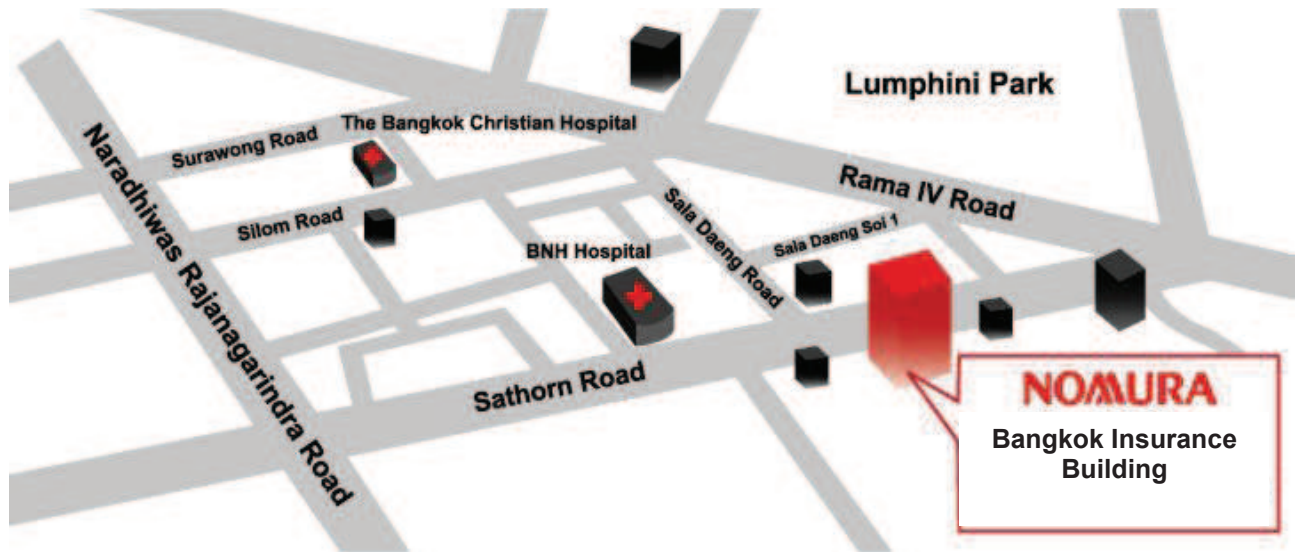 Lumphini Park
The Bangkok Christian Hospital
Surawong Road
Naradhiwas Rajanagarindra Road
Rama IV Road
Silom Road
Sala Daeng Road
Sala Daeng Soi 1
BNH Hospital
Sathorn Road
NOMURA
Bangkok Insurance
Building